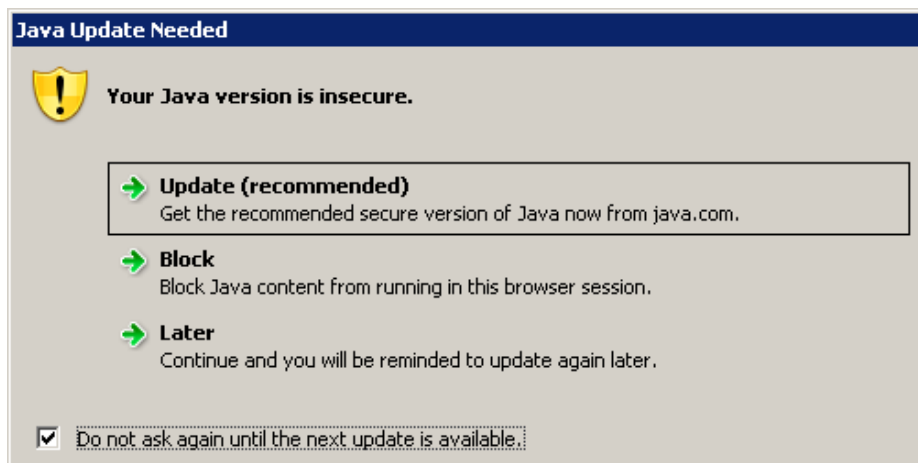 Java Update Needed
Your Java version is insecure.
Update (recommended)
Get the recommended secure version of Java now from java.com.
Block
Block Java content from running in this browser session.
Later
Continue and you will be reminded to update again later.
Do not ask again until the next update is available.